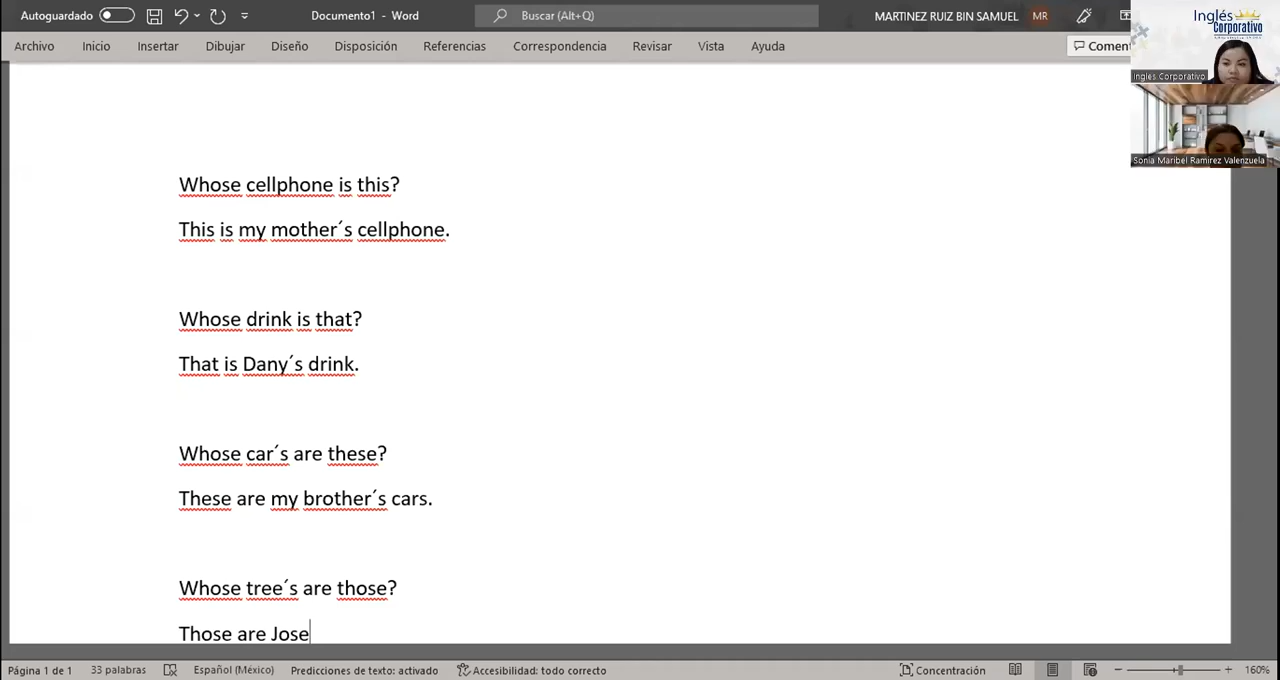 Autoguardado
Documento1 - Word
Buscar (Alt+Q)
MARTINEZ RUIZ BIN SAMUEL MR
Archivo Inicio Insertar Dibujar Diseño Disposición Referencias Correspondencia Revisar Vista Ayuda
Comen
Inglés
Corporativo
Ingles Corporativo
Sonia Maribel Ramirez Valenzuela
Whose cellphone is this?
This is my mother´s cellphone.
Whose drink is that?
That is Dany´s drink.
Whose car´s are these?
These are my brother´s cars.
Whose tree´s are those?
Those are Jose
Página 1 de 1 33 palabras Español (México) Predicciones de texto: activado Accesibilidad: todo correcto Concentración 160%